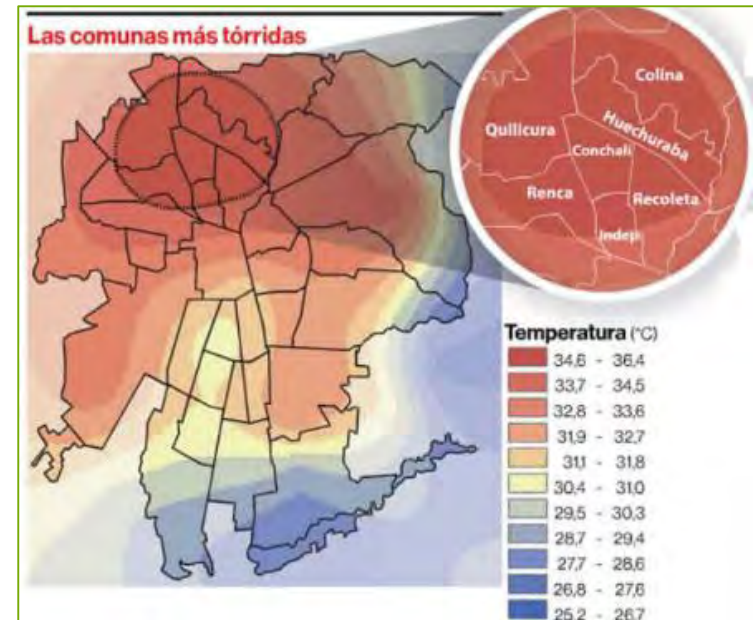 Las comunas más tórridas
Colina
Quilicura
Huechuraba
Conchalí
Renca
Recoleta
Indep
Temperatura (°C)
34,6 - 36,4
33,7 - 34,5
32,8 - 33,6
31,9 - 32,7
31,1 - 31,8
30,4 - 31,0
29,5 - 30,3
28,7 - 29,4
27,7 - 28,6
26,8 - 27,6
25,2 - 26,7